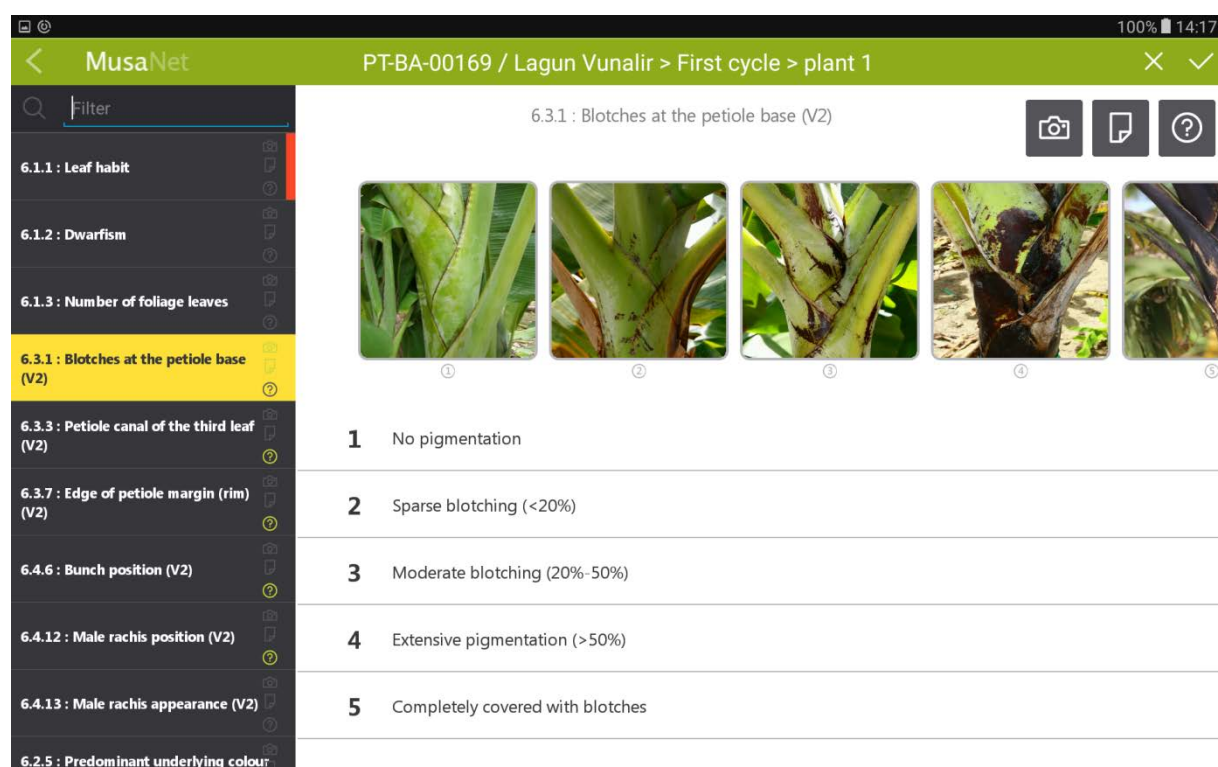 100% 14:17
MusaNet
PT-BA-00169 / Lagun Vunalir > First cycle > plant 1
Filter
6.1.1 : Leaf habit
6.1.2 : Dwarfism
6.1.3 : Number of foliage leaves
6.3.1 : Blotches at the petiole base
(V2)
6.3.3 : Petiole canal of the third leaf
(V2)
6.3.7 : Edge of petiole margin (rim)
(V2)
6.4.6 : Bunch position (V2)
6.4.12 : Male rachis position (V2)
6.4.13 : Male rachis appearance (V2)
6.2.5 : Predominant underlying colour
6.3.1 : Blotches at the petiole base (V2)
1 2 3 4 5
1 No pigmentation
2 Sparse blotching (<20%)
3 Moderate blotching (20%-50%)
4 Extensive pigmentation (>50%)
5 Completely covered with blotches